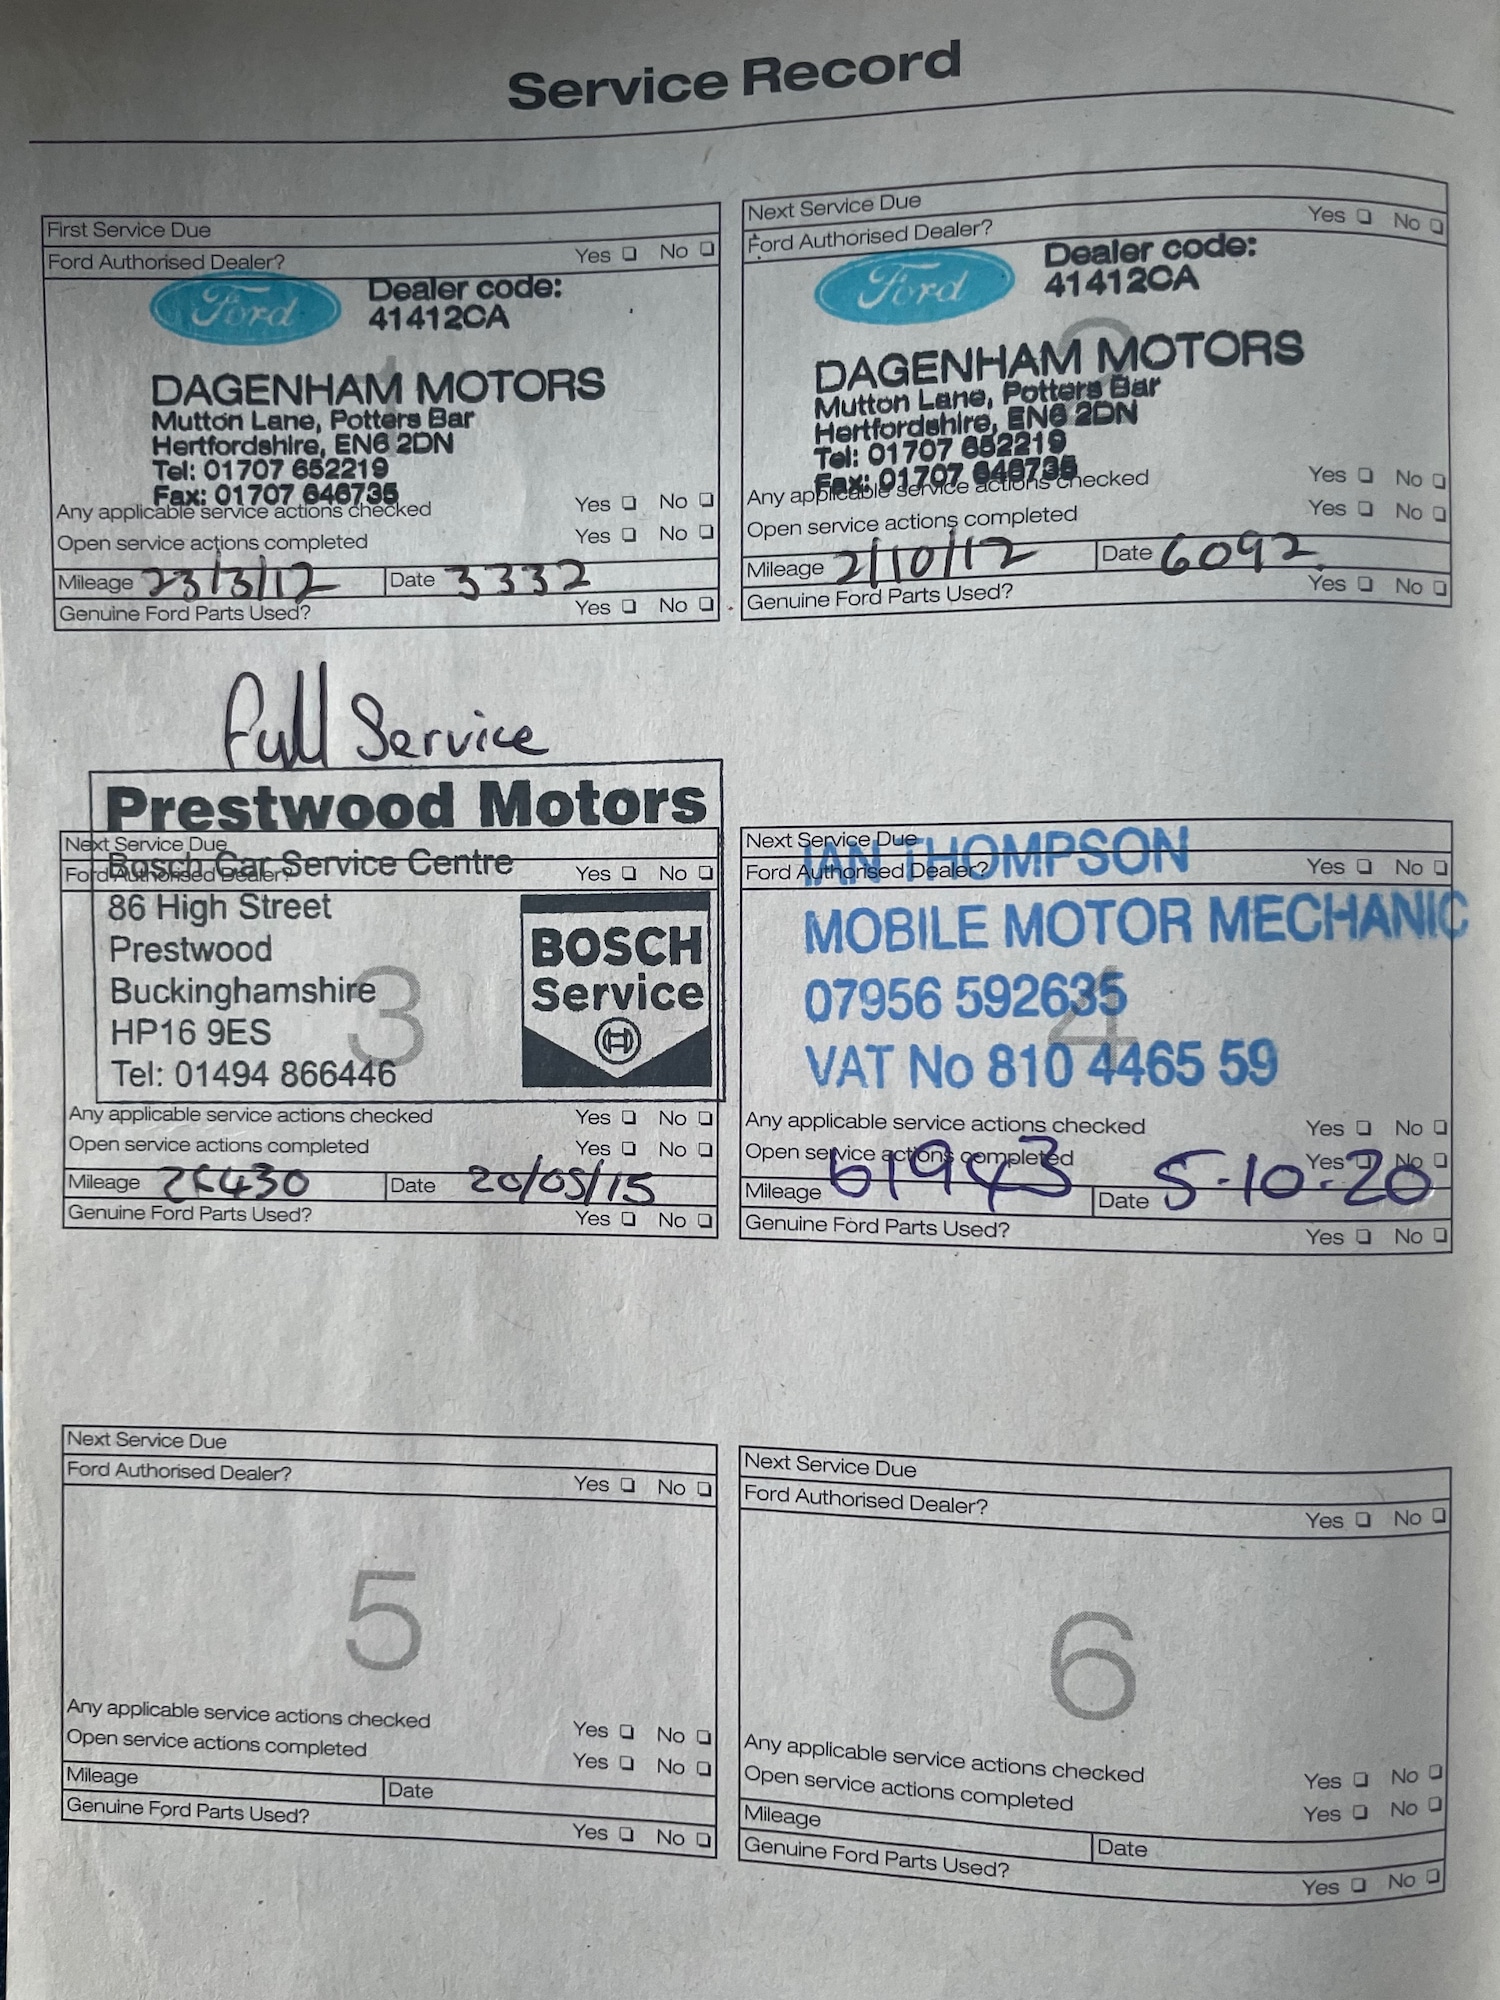 Service Record
First Service Due
Ford Authorised Dealer? Yes No
Ford Dealer code:
41412CA
DAGENHAM MOTORS
Mutton Lane, Potters Bar
Hertfordshire, EN6 2DN
Tel: 01707 652219
Fax: 01707 646735
Any applicable service actions checked Yes No
Open service actions completed Yes No
Mileage 23/3/12 Date 3332
Genuine Ford Parts Used? Yes No
Next Service Due
Ford Authorised Dealer? Yes No
Ford Dealer code:
41412CA
2
DAGENHAM MOTORS
Mutton Lane, Potters Bar
Hertfordshire, EN6 2DN
Tel: 01707 652219
Fax: 01707 646735
Any applicable service actions checked Yes No
Open service actions completed Yes No
Mileage 2/10/12 Date 6092
Genuine Ford Parts Used? Yes No
Full Service
Prestwood Motors
Next Service Due
Bosch Car Service Centre
Ford Authorised Dealer? Yes No
86 High Street
Prestwood
Buckinghamshire
HP16 9ES
Tel: 01494 866446
BOSCH
Service
3
Any applicable service actions checked Yes No
Open service actions completed Yes No
Mileage Date 20/05/15
Genuine Ford Parts Used? Yes No
Next Service Due
IAN THOMPSON
Ford Authorised Dealer? Yes No
MOBILE MOTOR MECHANIC
07956 592635
4
VAT No 810 4465 59
Any applicable service actions checked Yes No
Open service actions completed Yes No
Mileage 61943 Date 5.10.20
Genuine Ford Parts Used? Yes No
Next Service Due
Ford Authorised Dealer? Yes No
5
Any applicable service actions checked Yes No
Open service actions completed Yes No
Mileage Date
Genuine Ford Parts Used? Yes No
Next Service Due
Ford Authorised Dealer? Yes No
6
Any applicable service actions checked Yes No
Open service actions completed Yes No
Mileage Date
Genuine Ford Parts Used? Yes No